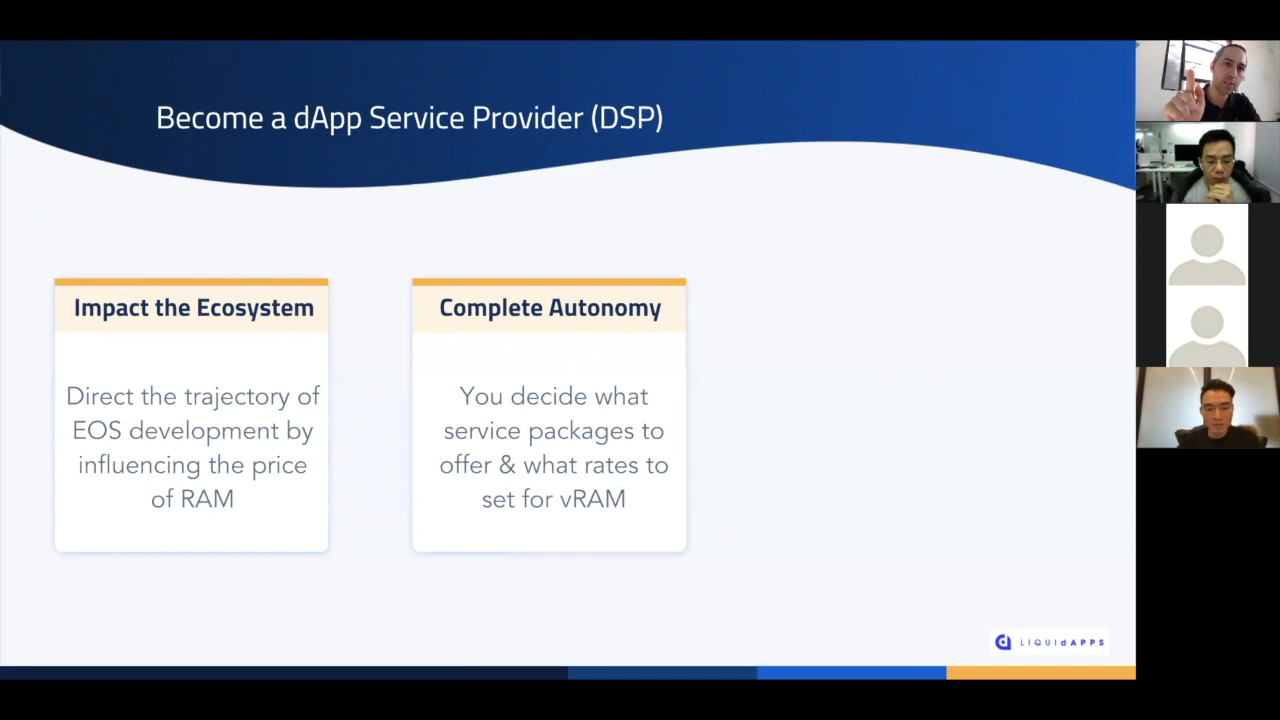 Become a dApp Service Provider (DSP)
Impact the Ecosystem
Direct the trajectory of
EOS development by
influencing the price
of RAM
Complete Autonomy
You decide what
service packages to
offer & what rates to
set for vRAM
LIQUIdAPPS